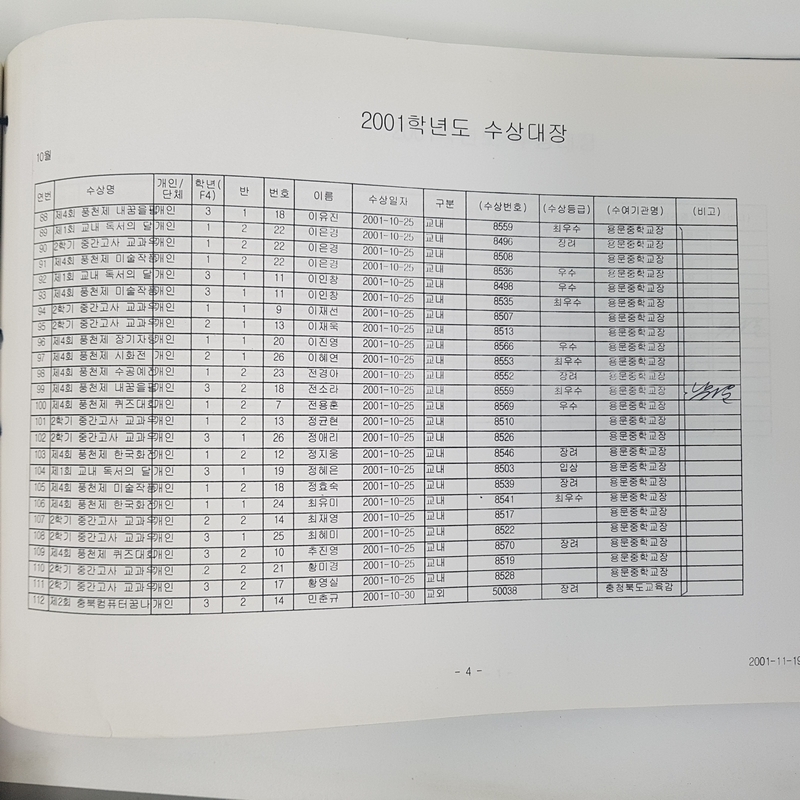 2001학년도 수상대장
10월
연번 수상명 개인/단체 학년(F4) 반 번호 이름 수상일자 구분 (수상번호) (수상등급) (수여기관명) (비고)
88 제4회 풍천제 내꿈을 개인 3 1 18 이유진 2001-10-25 교내 8559 최우수 용문중학교장
89 제1회 교내 독서의 달 개인 1 2 22 이은경 2001-10-25 교내 8496 장려 용문중학교장
90 2학기 중간고사 교과우 개인 1 2 22 이은경 2001-10-25 교내 8508 용문중학교장
91 제4회 풍천제 미술작품 개인 1 2 22 이은경 2001-10-25 교내 8536 우수 용문중학교장
92 제1회 교내 독서의 달 개인 3 1 11 이인창 2001-10-25 교내 8498 우수 용문중학교장
93 제4회 풍천제 미술작품 개인 3 1 11 이인창 2001-10-25 교내 8535 최우수 용문중학교장
94 2학기 중간고사 교과우 개인 1 1 9 이재선 2001-10-25 교내 8507 용문중학교장
95 2학기 중간고사 교과우 개인 2 1 13 이재욱 2001-10-25 교내 8513 용문중학교장
96 제4회 풍천제 장기자랑 개인 1 1 20 이진영 2001-10-25 교내 8566 우수 용문중학교장
97 제4회 풍천제 시화전 개인 2 1 26 이혜연 2001-10-25 교내 8553 최우수 용문중학교장
98 제4회 풍천제 수공예 개인 1 2 23 전경아 2001-10-25 교내 8552 장려 용문중학교장
99 제4회 풍천제 내꿈을 개인 3 2 18 전소라 2001-10-25 교내 8559 최우수 용문중학교장
100 제4회 풍천제 퀴즈대회 개인 1 2 7 전용훈 2001-10-25 교내 8569 우수 용문중학교장
101 2학기 중간고사 교과우 개인 1 2 13 정균현 2001-10-25 교내 8510 용문중학교장
102 2학기 중간고사 교과우 개인 3 1 26 정애리 2001-10-25 교내 8526 용문중학교장
103 제4회 풍천제 한국화 개인 1 2 12 정지웅 2001-10-25 교내 8546 장려 용문중학교장
104 제1회 교내 독서의 달 개인 3 1 19 정혜은 2001-10-25 교내 8503 입상 용문중학교장
105 제4회 풍천제 미술작품 개인 1 2 18 정효숙 2001-10-25 교내 8539 장려 용문중학교장
106 제4회 풍천제 한국화 개인 1 1 24 최유미 2001-10-25 교내 8541 최우수 용문중학교장
107 2학기 중간고사 교과우 개인 2 2 14 최재영 2001-10-25 교내 8517 용문중학교장
108 2학기 중간고사 교과우 개인 3 1 25 최혜미 2001-10-25 교내 8522 용문중학교장
109 제4회 풍천제 퀴즈대회 개인 3 2 10 추진영 2001-10-25 교내 8570 장려 용문중학교장
110 2학기 중간고사 교과우 개인 2 2 21 황미경 2001-10-25 교내 8519 용문중학교장
111 2학기 중간고사 교과우 개인 3 2 17 황영실 2001-10-25 교내 8528 용문중학교장
112 제2회 충북컴퓨터꿈나 개인 3 2 14 민춘규 2001-10-30 교외 50038 장려 충청북도교육감
- 4 -
2001-11-19